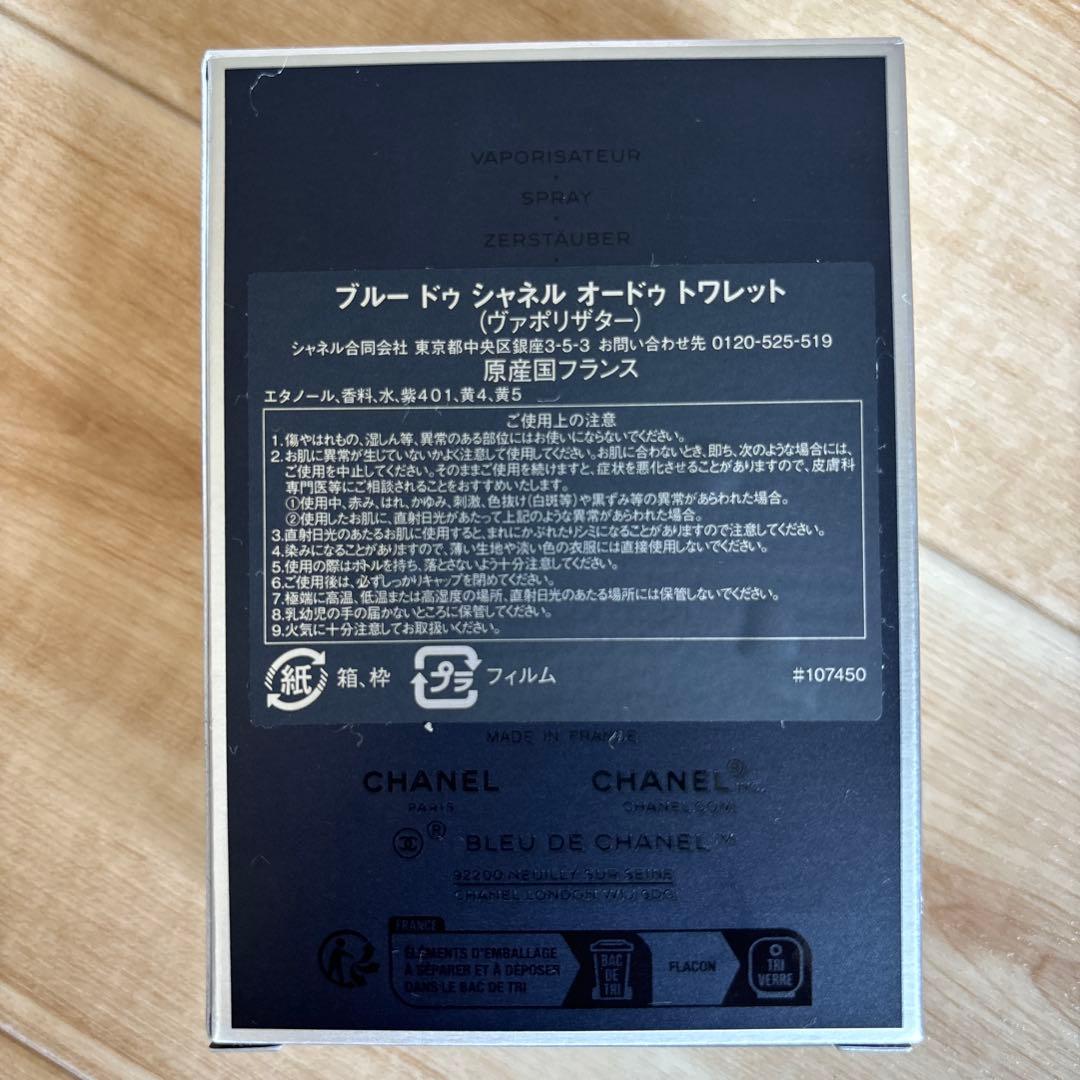 VAPORISATEUR
SPRAY
ZERSTÄUBER
ブルー ドゥ シャネル オードゥ トワレット
(ヴァポリザター)
シャネル合同会社 東京都中央区銀座3-5-3 お問い合わせ先 0120-525-519
原産国フランス
エタノール、香料、水、紫401、黄4、黄5
ご使用上の注意
1.傷やはれもの、湿しん等、異常のある部位にはお使いにならないでください。
2.お肌に異常が生じていないかよく注意して使用してください。お肌に合わないとき、即ち、次のような場合には、
ご使用を中止してください。そのままご使用を続けますと、症状を悪化させることがありますので、皮膚科
専門医等にご相談されることをおすすめいたします。
①使用中、赤み、はれ、かゆみ、刺激、色抜け(白斑等)や黒ずみ等の異常があらわれた場合。
②使用したお肌に、直射日光があたって上記のような異常があらわれた場合。
3.直射日光のあたるお肌に使用すると、まれにかぶれたりシミになることがありますので注意してください。
4.染みになることがありますので、薄い生地や淡い色の衣服には直接使用しないでください。
5.使用の際はボトルを持ち、落とさないよう十分注意してください。
6.ご使用後は、必ずしっかりキャップを閉めてください。
7.極端に高温、低温または高湿度の場所、直射日光のあたる場所には保管しないでください。
8.乳幼児の手の届かないところに保管してください。
9.火気に十分注意してお取扱いください。
紙 箱、枠 プラ フィルム #107450
MADE IN FRANCE
CHANEL CHANEL®
PARIS CHANEL.COM
® BLEU DE CHANEL™
92200 NEUILLY SUR SEINE
CHANEL LONDON W1J 9DG
FRANCE
ÉLÉMENTS D'EMBALLAGE
À SÉPARER ET À DÉPOSER
DANS LE BAC DE TRI
BAC
DE
TRI
FLACON
TRI
VERRE